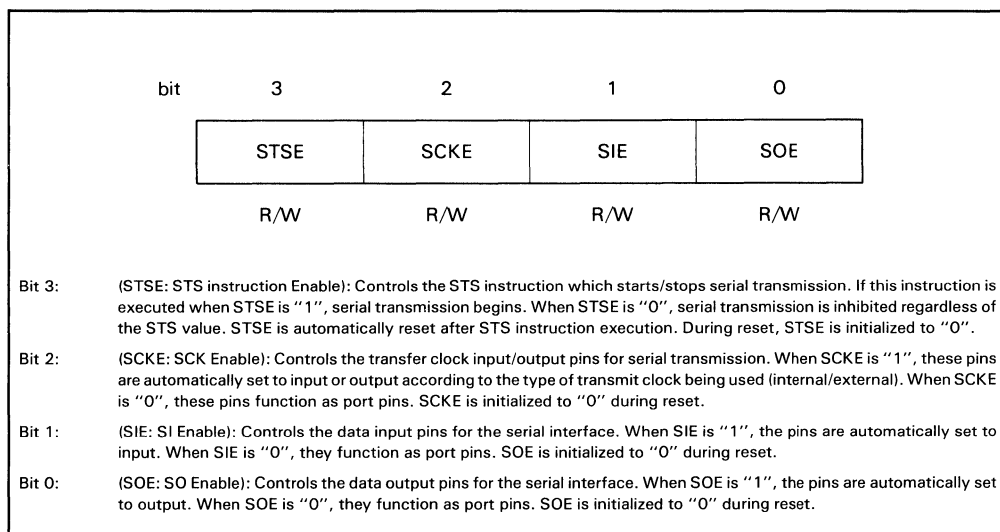 bit 3 2 1 0
STSE SCKE SIE SOE
R/W R/W R/W R/W
Bit 3: (STSE: STS instruction Enable): Controls the STS instruction which starts/stops serial transmission. If this instruction is
executed when STSE is "1", serial transmission begins. When STSE is "0", serial transmission is inhibited regardless of
the STS value. STSE is automatically reset after STS instruction execution. During reset, STSE is initialized to "0".
Bit 2: (SCKE: SCK Enable): Controls the transfer clock input/output pins for serial transmission. When SCKE is "1", these pins
are automatically set to input or output according to the type of transmit clock being used (internal/external). When SCKE
is "0", these pins function as port pins. SCKE is initialized to "0" during reset.
Bit 1: (SIE: SI Enable): Controls the data input pins for the serial interface. When SIE is "1", the pins are automatically set to
input. When SIE is "0", they function as port pins. SOE is initialized to "0" during reset.
Bit 0: (SOE: SO Enable): Controls the data output pins for the serial interface. When SOE is "1", the pins are automatically set
to output. When SOE is "0", they function as port pins. SOE is initialized to "0" during reset.